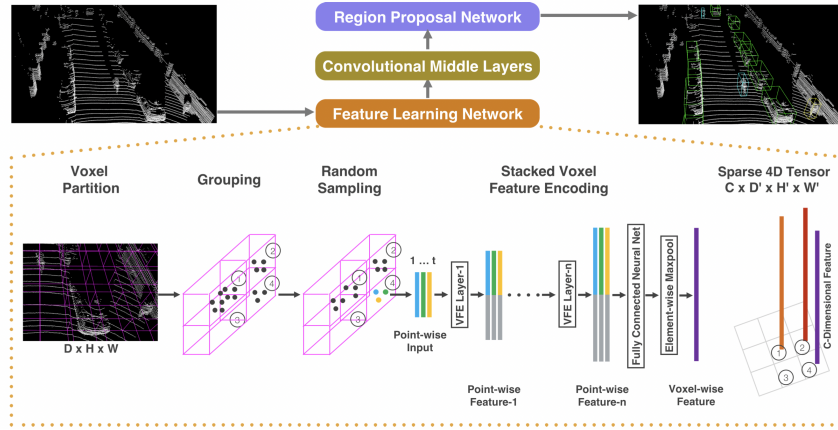 Region Proposal Network
Convolutional Middle Layers
Feature Learning Network
Voxel
Partition
Grouping
Random
Sampling
Stacked Voxel
Feature Encoding
Sparse 4D Tensor
C x D' x H' x W'
D x H x W
1
2
3
4
1
2
3
4
1 ... t
Point-wise
Input
VFE Layer-1
Point-wise
Feature-1
VFE Layer-n
Point-wise
Feature-n
Fully Connected Neural Net
Element-wise Maxpool
Voxel-wise
Feature
C-Dimensional Feature
1
2
3
4